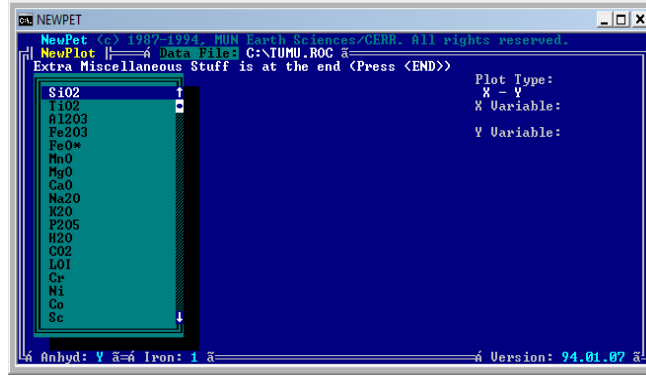 NEWPET
NewPet <c> 1987-1994, MUN Earth Sciences/CERR. All rights reserved.
NewPlot á Data File: C:\TUMU.ROC ã
Extra Miscellaneous Stuff is at the end (Press <END>)
Plot Type:
SiO2 X - Y
TiO2 X Variable:
Al2O3
Fe2O3 Y Variable:
FeO*
MnO
MgO
CaO
Na2O
K2O
P2O5
H2O
CO2
LOI
Cr
Ni
Co
Sc
á Anhyd: Y ã=á Iron: 1 ã á Version: 94.01.07 ã